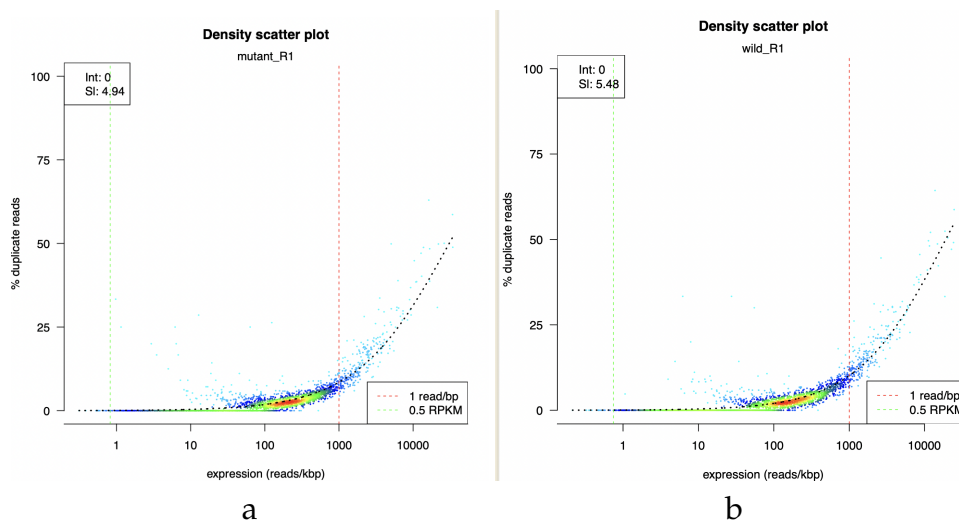 Density scatter plot
mutant_R1
Int: 0
Sl: 4.94
100
75
50
25
0
% duplicate reads
1 read/bp
0.5 RPKM
1
10
100
1000
10000
expression (reads/kbp)
a
Density scatter plot
wild_R1
Int: 0
Sl: 5.48
100
75
50
25
0
% duplicate reads
1 read/bp
0.5 RPKM
1
10
100
1000
10000
expression (reads/kbp)
b